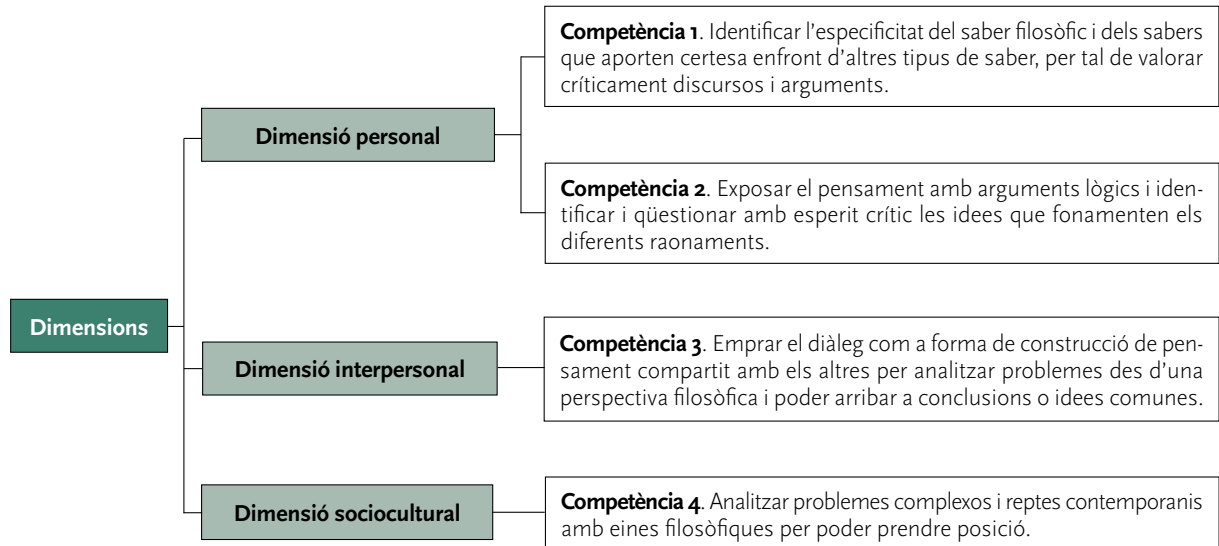 Dimensions
Dimensió personal
Competència 1. Identificar l’especificitat del saber filosòfic i dels sabers
que aporten certesa enfront d’altres tipus de saber, per tal de valorar
críticament discursos i arguments.
Competència 2. Exposar el pensament amb arguments lògics i iden-
tificar i qüestionar amb esperit crític les idees que fonamenten els
diferents raonaments.
Dimensió interpersonal
Competència 3. Emprar el diàleg com a forma de construcció de pen-
sament compartit amb els altres per analitzar problemes des d’una
perspectiva filosòfica i poder arribar a conclusions o idees comunes.
Dimensió sociocultural
Competència 4. Analitzar problemes complexos i reptes contemporanis
amb eines filosòfiques per poder prendre posició.